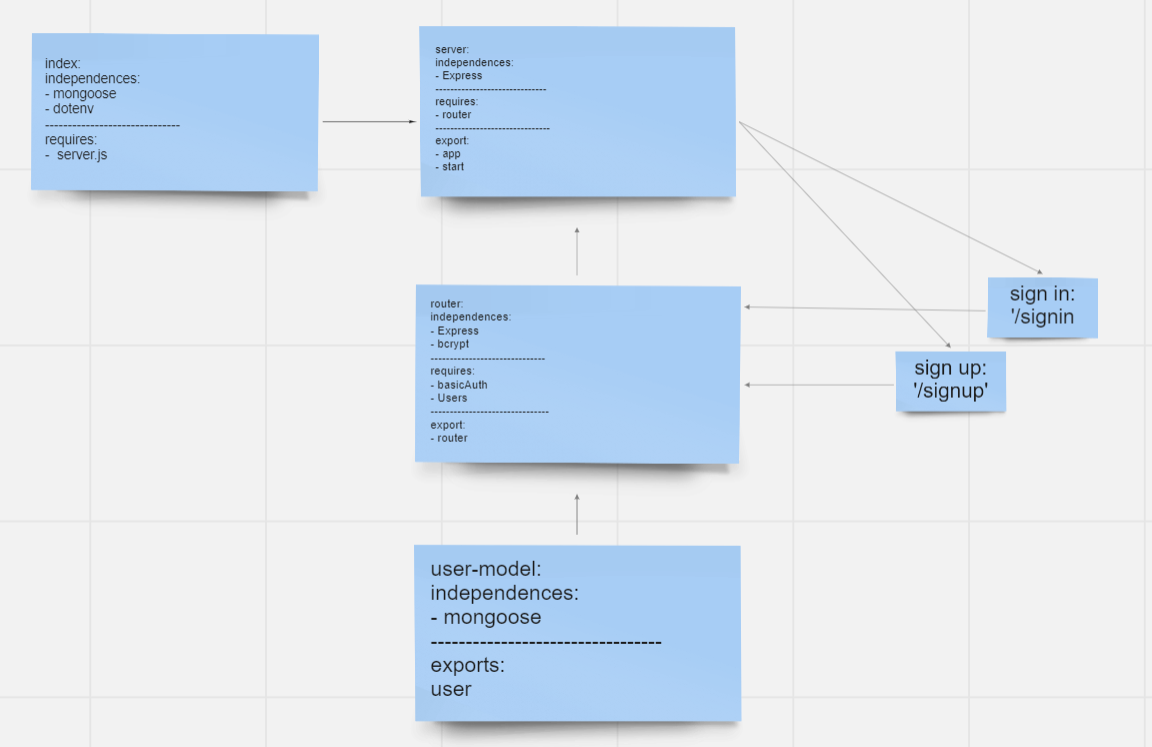 index:
independences:
- mongoose
- dotenv
------------------------------
requires:
-  server.js
server:
independences:
- Express
------------------------------
requires:
- router
-------------------------------
export:
- app
- start
router:
independences:
- Express
- bcrypt
-------------------------------
requires:
- basicAuth
- Users
--------------------------------
export:
- router
sign in:
'/signin
sign up:
'/signup'
user-model:
independences:
- mongoose
---------------------------------
exports:
user